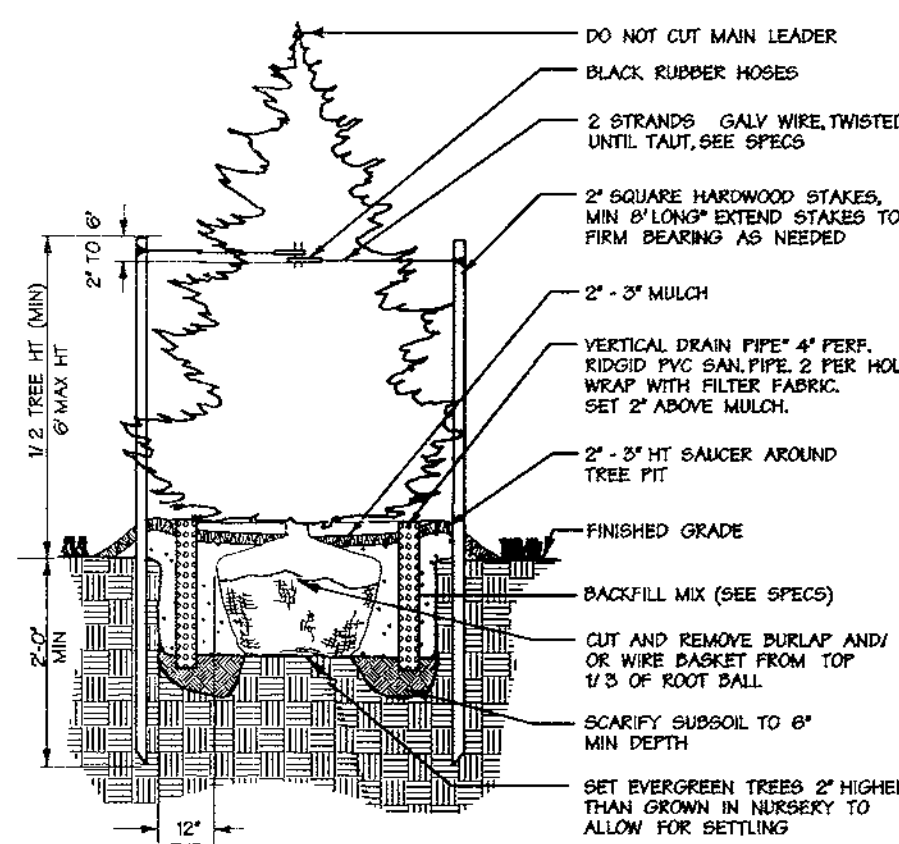 DO NOT CUT MAIN LEADER
BLACK RUBBER HOSES
2 STRANDS GALV WIRE, TWISTED
UNTIL TAUT, SEE SPECS
2" SQUARE HARDWOOD STAKES,
MIN 8' LONG" EXTEND STAKES TO
FIRM BEARING AS NEEDED
2" - 3" MULCH
VERTICAL DRAIN PIPE" 4" PERF.
RIDGID PVC SAN. PIPE. 2 PER HOL
WRAP WITH FILTER FABRIC.
SET 2" ABOVE MULCH.
2" - 3" HT SAUCER AROUND
TREE PIT
FINISHED GRADE
BACKFILL MIX (SEE SPECS)
CUT AND REMOVE BURLAP AND/
OR WIRE BASKET FROM TOP
1/3 OF ROOT BALL
SCARIFY SUBSOIL TO 6"
MIN DEPTH
SET EVERGREEN TREES 2" HIGHER
THAN GROWN IN NURSERY TO
ALLOW FOR SETTLING
2" TO 6"
1/2 TREE HT (MIN)
6' MAX HT
2'-0"
MIN
12"